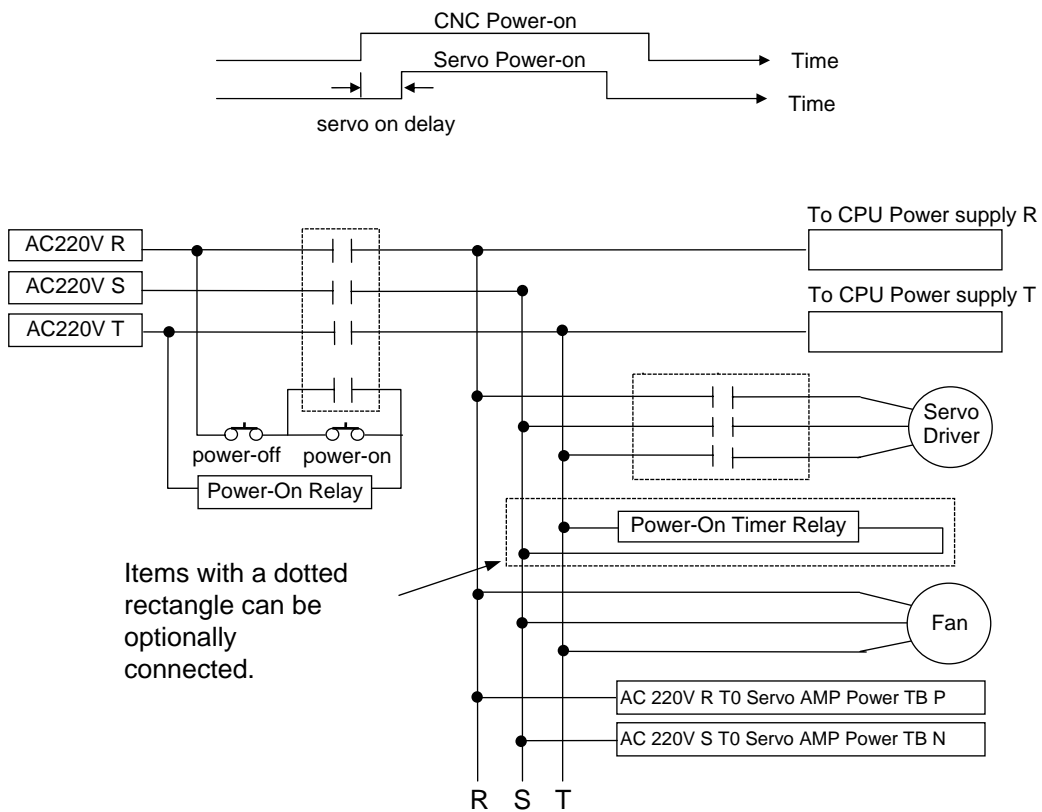 CNC Power-on
Time
Servo Power-on
Time
servo on delay
To CPU Power supply R
AC220V R
AC220V S
To CPU Power supply T
AC220V T
Servo
Driver
power-off
power-on
Power-On Relay
Power-On Timer Relay
Items with a dotted
rectangle can be
optionally
connected.
Fan
AC 220V R T0 Servo AMP Power TB P
AC 220V S T0 Servo AMP Power TB N
R S T